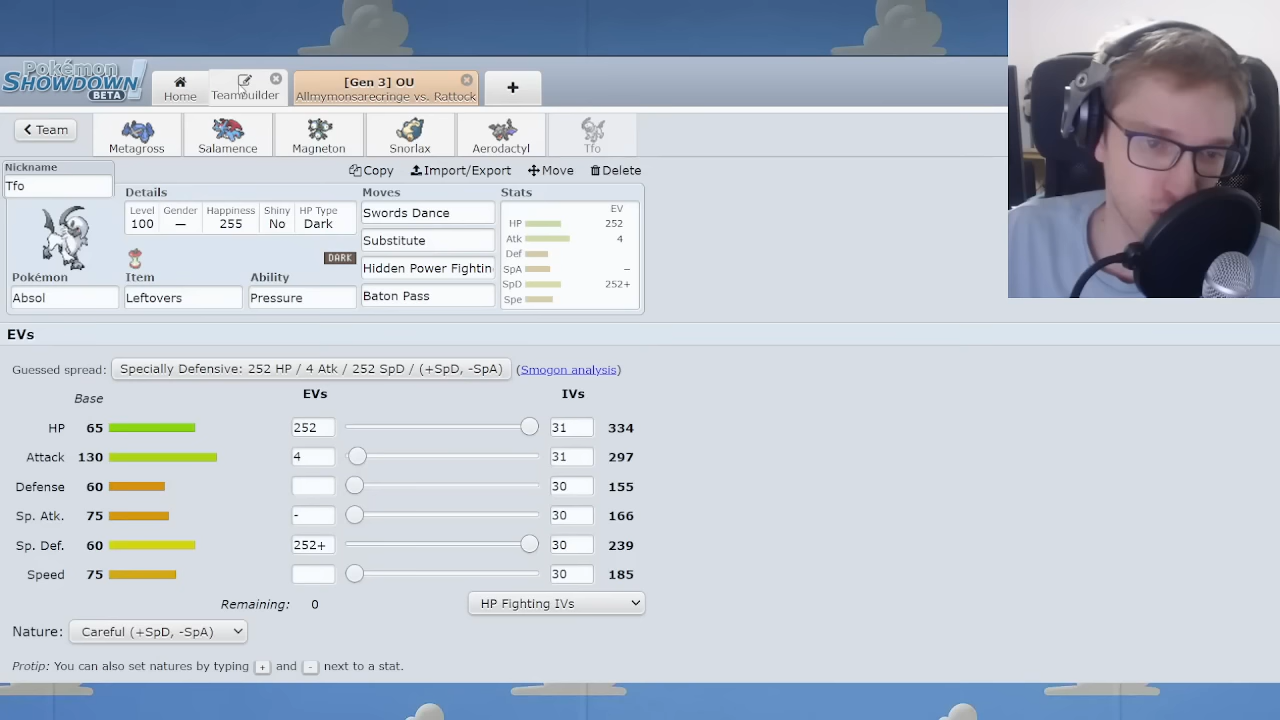 Pokémon
SHOWDOWN!
BETA
Home
Teambuilder
[Gen 3] OU
Allmymonsarecringe vs. Rattock
+
Team
Metagross
Salamence
Magneton
Snorlax
Aerodactyl
Tfo
Nickname
Tfo
Copy
Import/Export
Move
Delete
Details
Moves
Stats
Level
100
Gender
—
Happiness
255
Shiny
No
HP Type
Dark
Swords Dance
Substitute
Hidden Power Fightin
Baton Pass
EV
HP 252
Atk 4
Def
SpA –
SpD 252+
Spe
DARK
Pokémon
Absol
Item
Leftovers
Ability
Pressure
EVs
Guessed spread: Specially Defensive: 252 HP / 4 Atk / 252 SpD / (+SpD, -SpA) (Smogon analysis)
Base EVs IVs
HP 65 252 31 334
Attack 130 4 31 297
Defense 60 30 155
Sp. Atk. 75 - 30 166
Sp. Def. 60 252+ 30 239
Speed 75 30 185
Remaining: 0
HP Fighting IVs
Nature: Careful (+SpD, -SpA)
Protip: You can also set natures by typing + and - next to a stat.